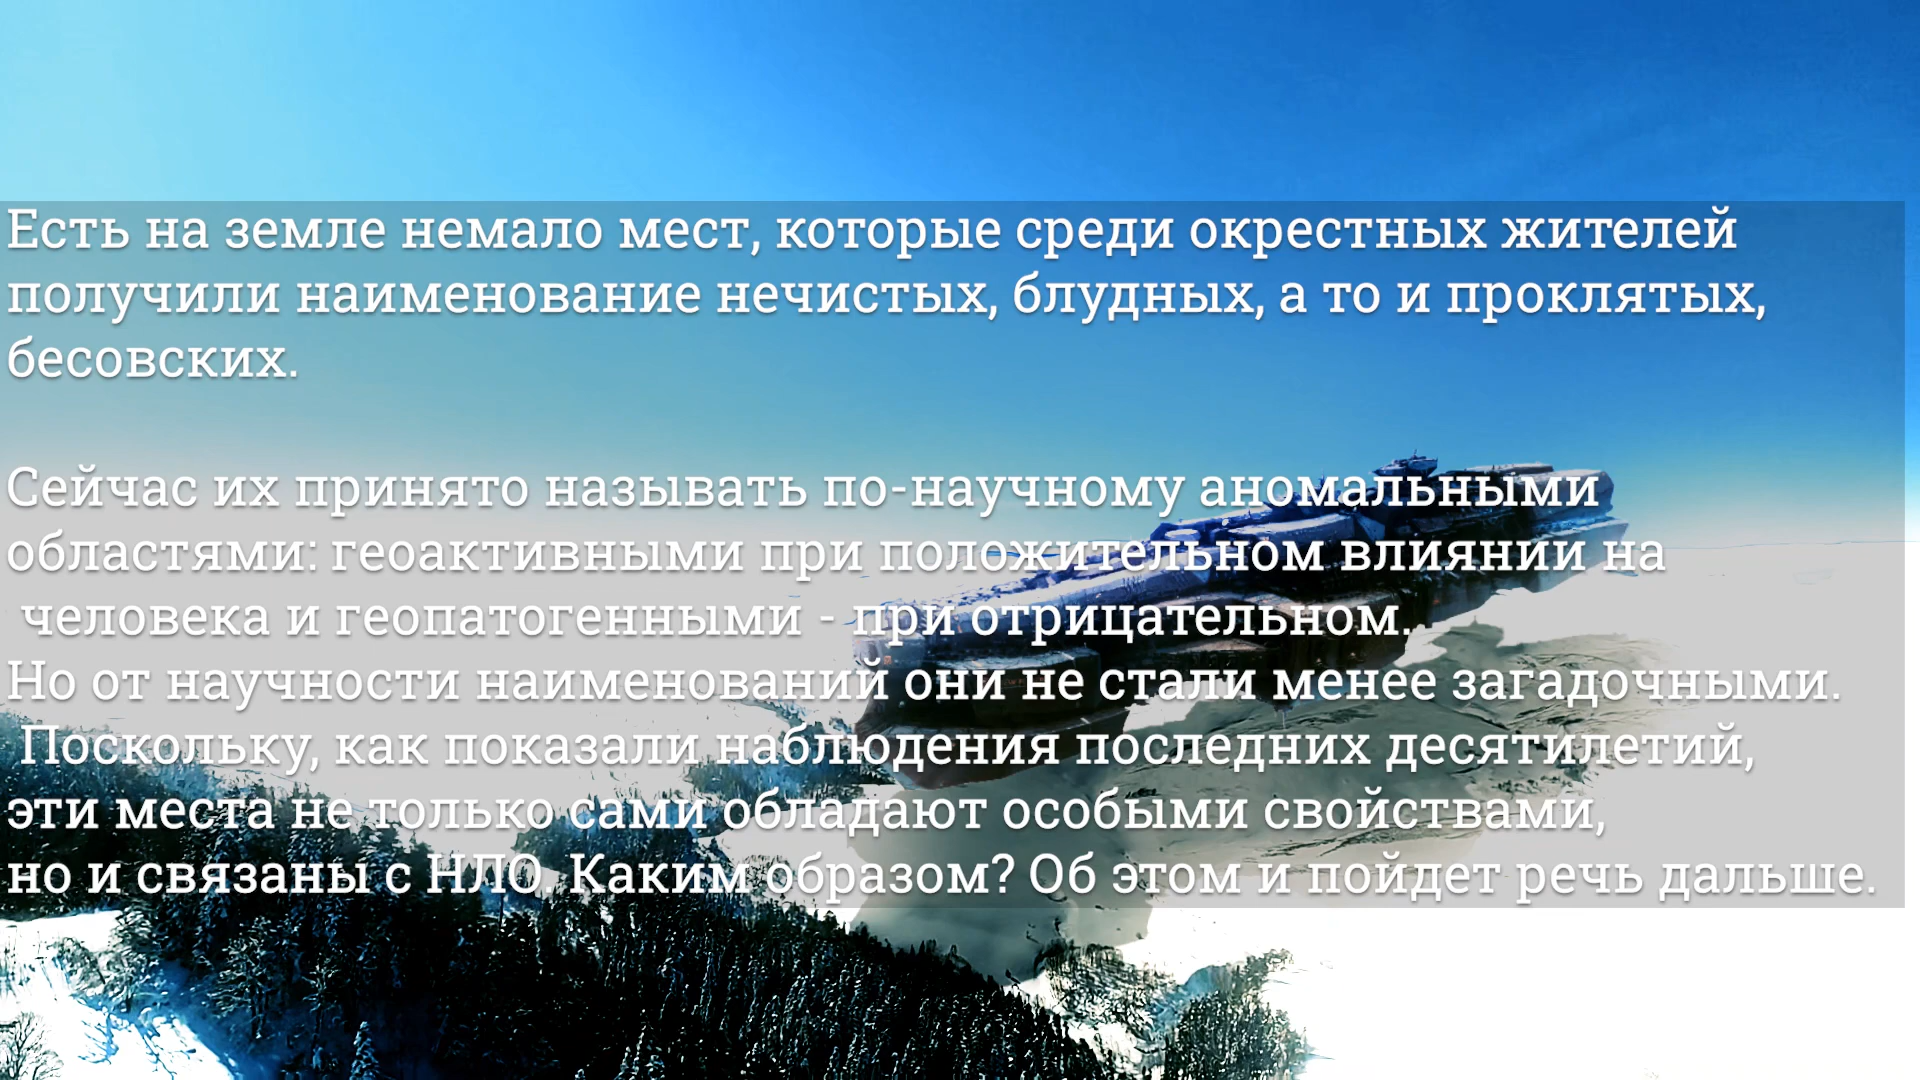 Есть на земле немало мест, которые среди окрестных жителей
получили наименование нечистых, блудных, а то и проклятых,
бесовских.
Сейчас их принято называть по-научному аномальными
областями: геоактивными при положительном влиянии на
человека и геопатогенными - при отрицательном.
Но от научности наименований они не стали менее загадочными.
Поскольку, как показали наблюдения последних десятилетий,
эти места не только сами обладают особыми свойствами,
но и связаны с НЛО. Каким образом? Об этом и пойдет речь дальше.